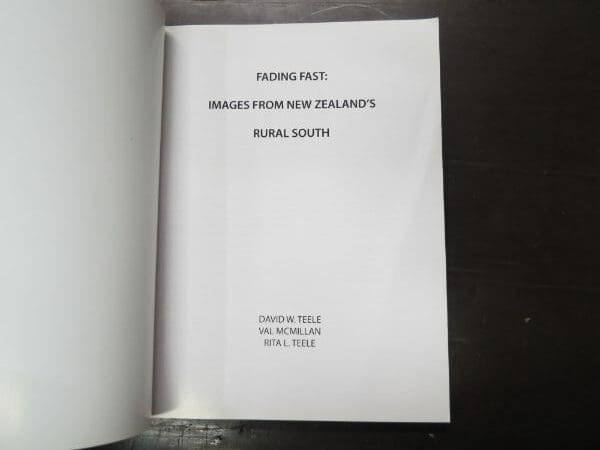 FADING FAST:
IMAGES FROM NEW ZEALAND'S
RURAL SOUTH
DAVID W. TEELE
VAL MCMILLAN
RITA L. TEELE